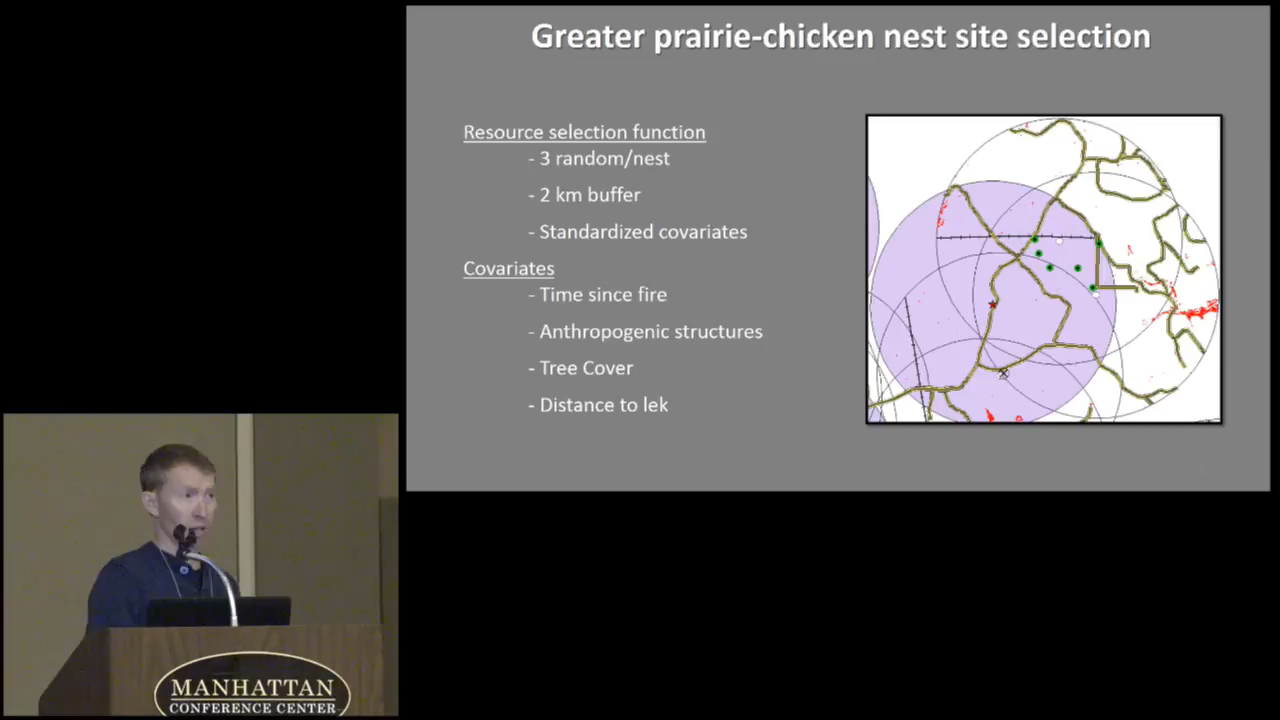 Greater prairie-chicken nest site selection
Resource selection function
- 3 random/nest
- 2 km buffer
- Standardized covariates
Covariates
- Time since fire
- Anthropogenic structures
- Tree Cover
- Distance to lek
MANHATTAN
CONFERENCE CENTER